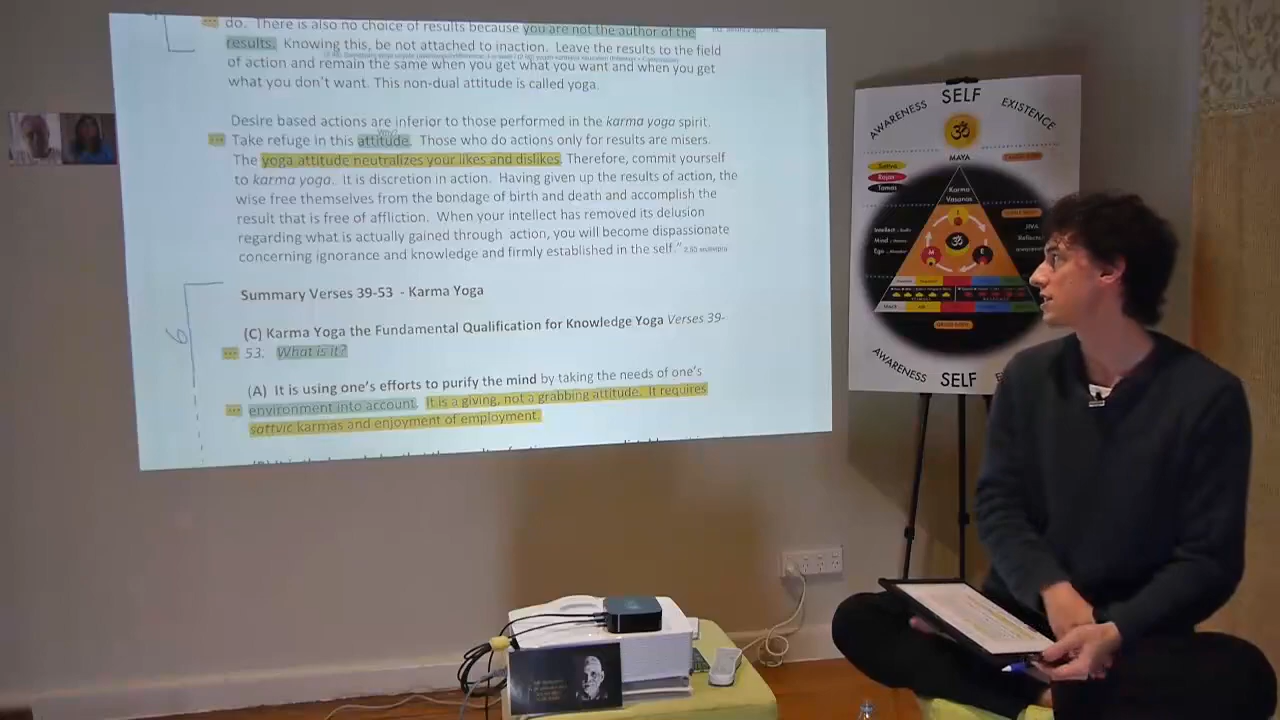 do. There is also no choice of results because you are not the author of the
results. Knowing this, be not attached to inaction. Leave the results to the field
of action and remain the same when you get what you want and when you get
what you don't want. This non-dual attitude is called yoga.
Desire based actions are inferior to those performed in the karma yoga spirit.
Take refuge in this attitude. Those who do actions only for results are misers.
The yoga attitude neutralizes your likes and dislikes. Therefore, commit yourself
to karma yoga. It is discretion in action. Having given up the results of action, the
wise free themselves from the bondage of birth and death and accomplish the
result that is free of affliction. When your intellect has removed its delusion
regarding what is actually gained through action, you will become dispassionate
concerning ignorance and knowledge and firmly established in the self."
Summary Verses 39-53 - Karma Yoga
(C) Karma Yoga the Fundamental Qualification for Knowledge Yoga Verses 39-
53. What is it?
(A) It is using one's efforts to purify the mind by taking the needs of one's
environment into account. It is a giving, not a grabbing attitude. It requires
sattvic karmas and enjoyment of employment.
SELF
AWARENESS
EXISTENCE
ॐ
MAYA
Sattva
Rajas
Tamas
Karma
Vasanas
I
ॐ
M
E
JIVA
AWARENESS
SELF